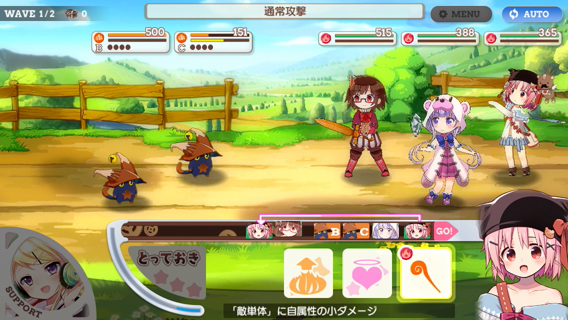 WAVE 1/2
0
通常攻撃
MENU
AUTO
500
B
151
C
515
388
365
B
C
GO!
とっておき
SUPPORT
「敵単体」に自属性の小ダメージ